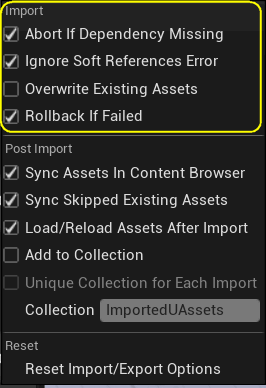 Import
Abort If Dependency Missing
Ignore Soft References Error
Overwrite Existing Assets
Rollback If Failed
Post Import
Sync Assets In Content Browser
Sync Skipped Existing Assets
Load/Reload Assets After Import
Add to Collection
Unique Collection for Each Import
Collection ImportedUAssets
Reset
Reset Import/Export Options